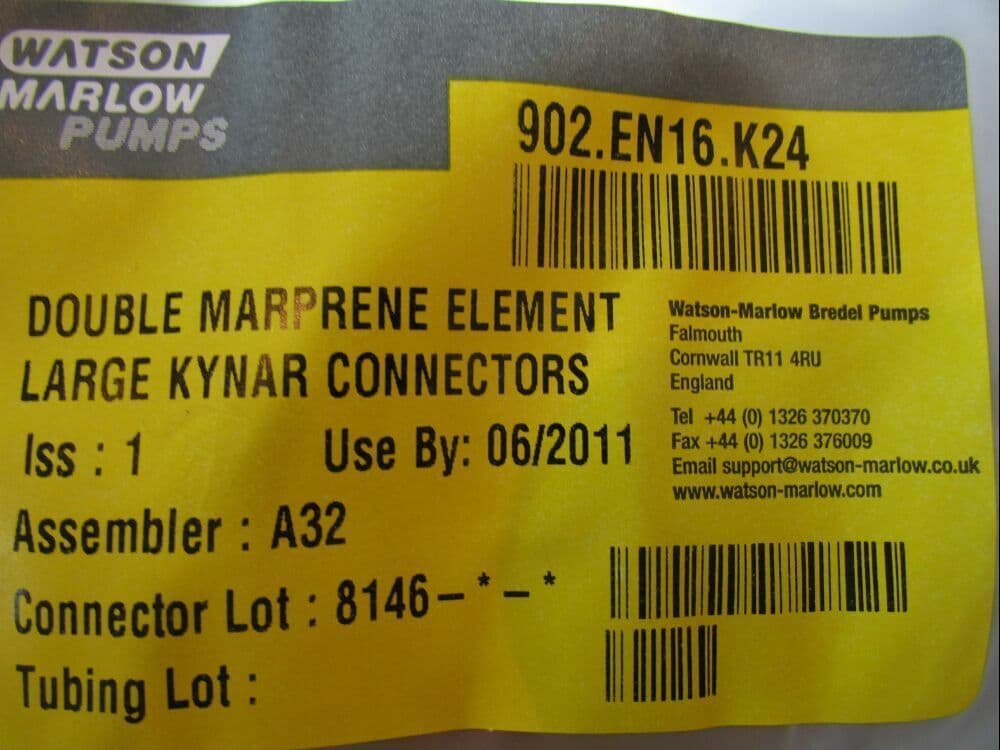 WATSON
MARLOW
PUMPS
902.EN16.K24
DOUBLE MARPRENE ELEMENT
LARGE KYNAR CONNECTORS
Iss : 1
Use By: 06/2011
Assembler : A32
Connector Lot : 8146-*-*
Tubing Lot :
Watson-Marlow Bredel Pumps
Falmouth
Cornwall TR11 4RU
England
Tel +44 (0) 1326 370370
Fax +44 (0) 1326 376009
Email support@watson-marlow.co.uk
www.watson-marlow.com